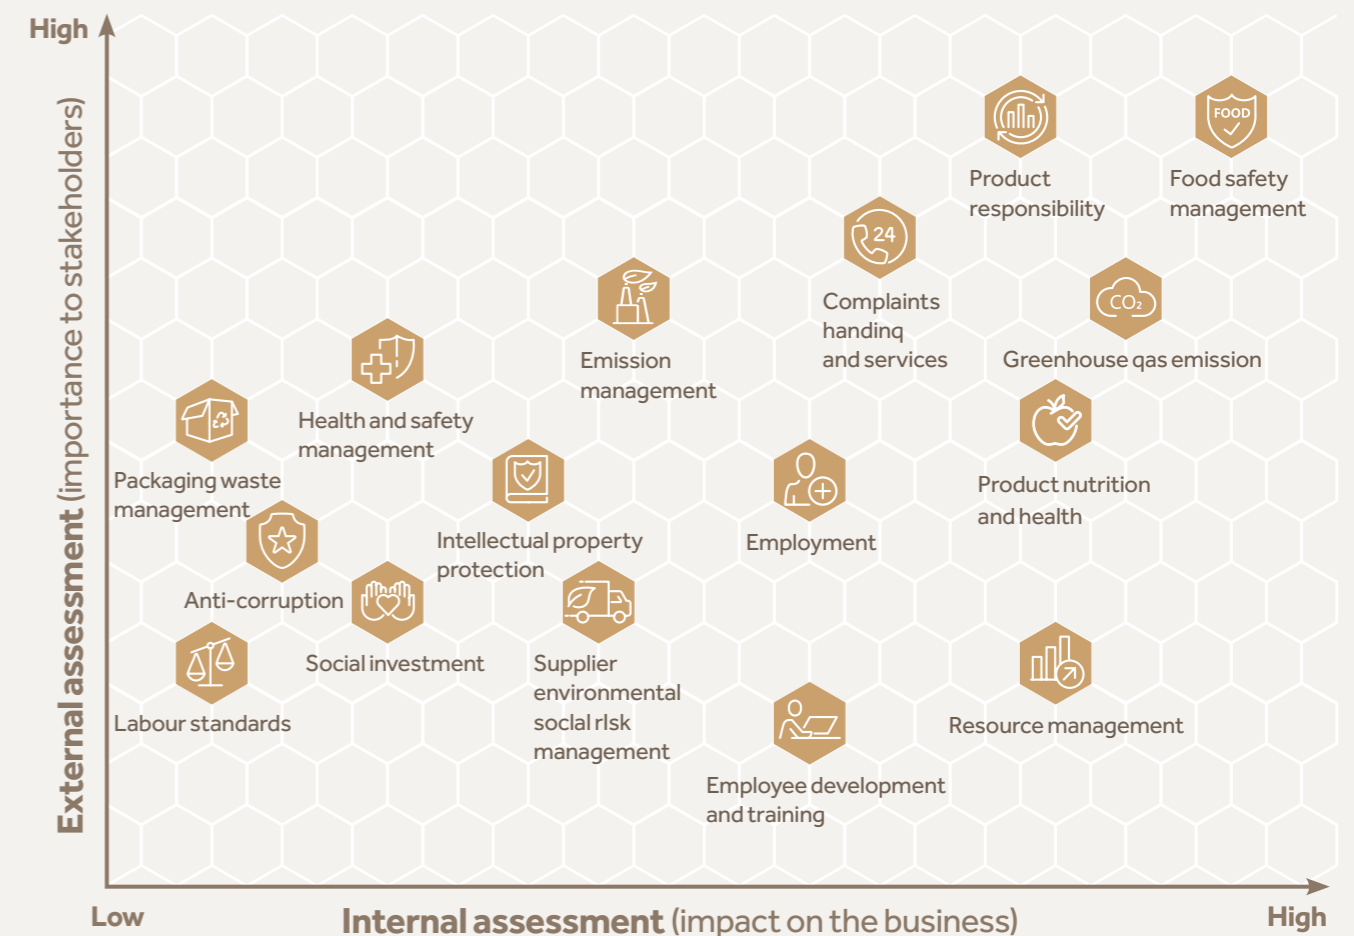 High
External assessment (importance to stakeholders)
FOOD
Product
responsibility
Food safety
management
24
Complaints
handinq
and services
CO₂
Greenhouse qas emission
Emission
management
Health and safety
management
Packaging waste
management
Product nutrition
and health
Intellectual property
protection
Employment
Anti-corruption
Social investment
Supplier
environmental
soclal rIsk
management
Labour standards
Resource management
Employee development
and training
Low
Internal assessment (impact on the business)
High